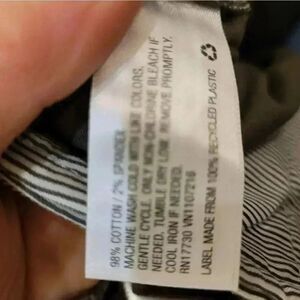 98% COTTON / 2% SPANDEX
MACHINE WASH COLD WITH LIKE COLORS,
GENTLE CYCLE. ONLY NON-CHLORINE BLEACH IF
NEEDED. TUMBLE DRY LOW. REMOVE PROMPTLY.
COOL IRON IF NEEDED.
RN17730 VN1107216
LABEL MADE FROM 100% RECYCLED PLASTIC